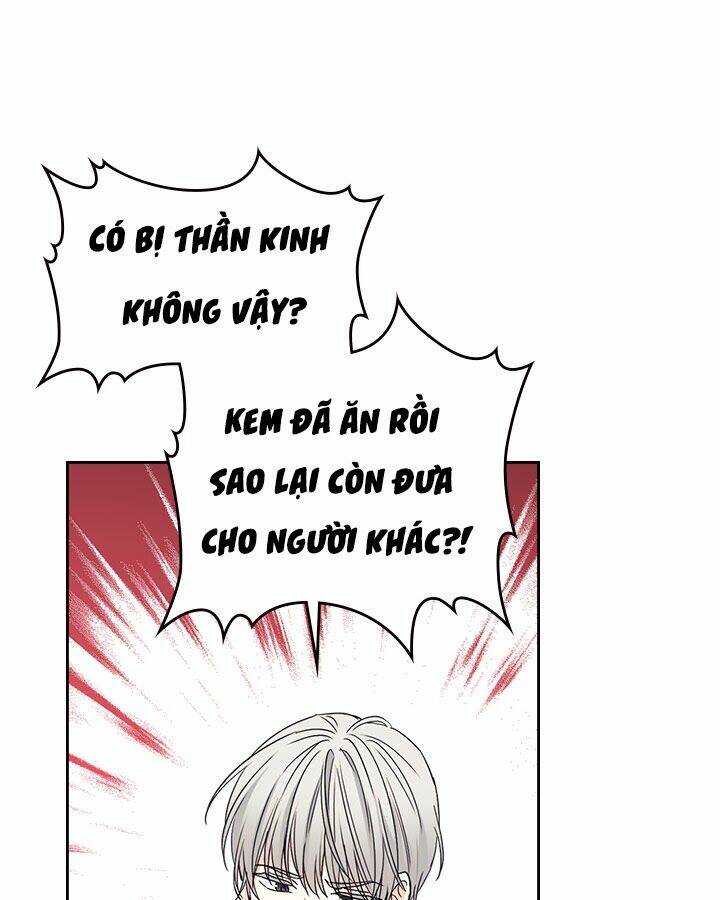 CÓ BỊ THẦN KINH
KHÔNG VẬY?
KEM ĐÃ ĂN RỒI
SAO LẠI CÒN ĐƯA
CHO NGƯỜI KHÁC?!